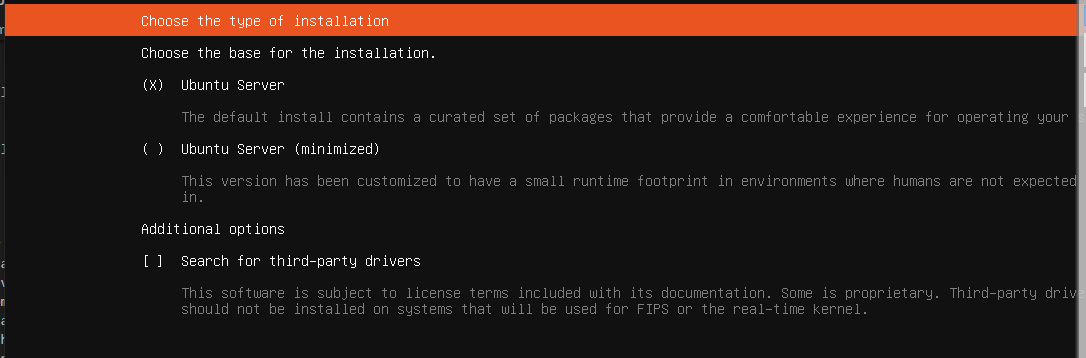 Choose the type of installation
Choose the base for the installation.
(X) Ubuntu Server
The default install contains a curated set of packages that provide a comfortable experience for operating your
( ) Ubuntu Server (minimized)
This version has been customized to have a small runtime footprint in environments where humans are not expected
in.
Additional options
[ ] Search for third-party drivers
This software is subject to license terms included with its documentation. Some is proprietary. Third-party drive
should not be installed on systems that will be used for FIPS or the real-time kernel.